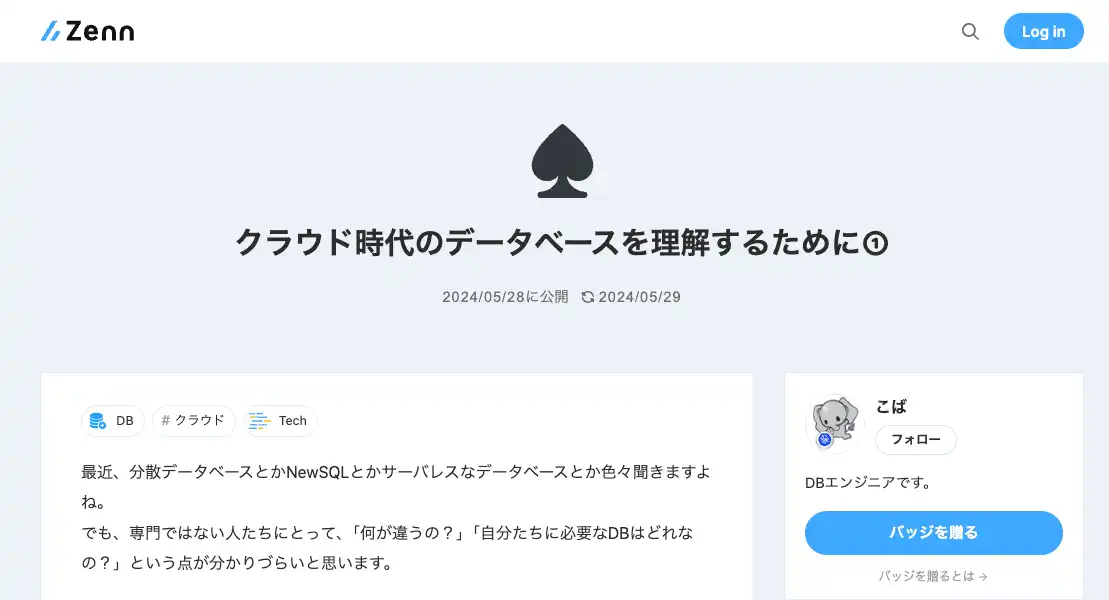 Zenn
Log in
クラウド時代のデータベースを理解するために①
2024/05/28に公開 2024/05/29
DB # クラウド Tech
最近、分散データベースとかNewSQLとかサーバレスなデータベースとか色々聞きますよ
ね。
でも、専門ではない人たちにとって、「何が違うの？」「自分たちに必要なDBはどれな
の？」という点が分かりづらいと思います。
こば
フォロー
DBエンジニアです。
バッジを贈る
バッジを贈るとは →